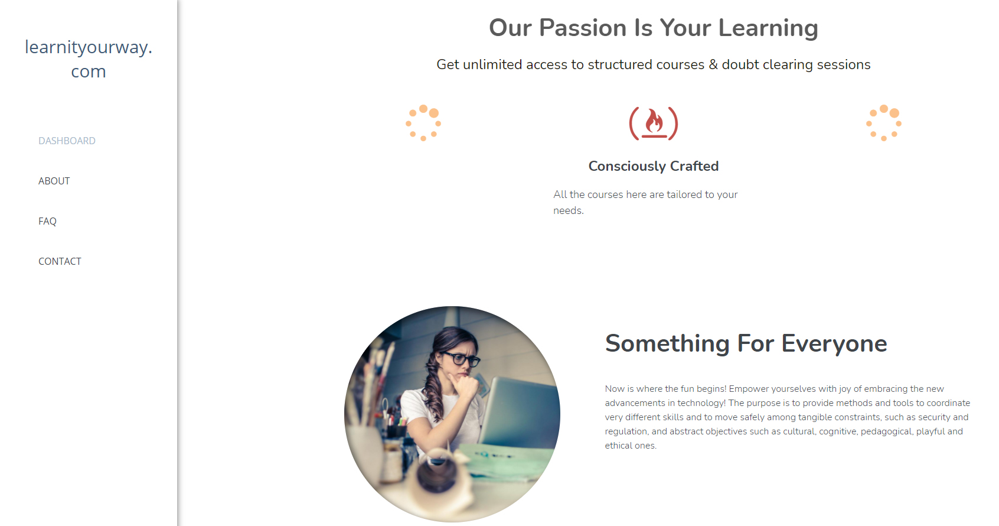 learnityourway.
com
DASHBOARD
ABOUT
FAQ
CONTACT
Our Passion Is Your Learning
Get unlimited access to structured courses & doubt clearing sessions
Consciously Crafted
All the courses here are tailored to your
needs.
Something For Everyone
Now is where the fun begins! Empower yourselves with joy of embracing the new
advancements in technology! The purpose is to provide methods and tools to coordinate
very different skills and to move safely among tangible constraints, such as security and
regulation, and abstract objectives such as cultural, cognitive, pedagogical, playful and
ethical ones.